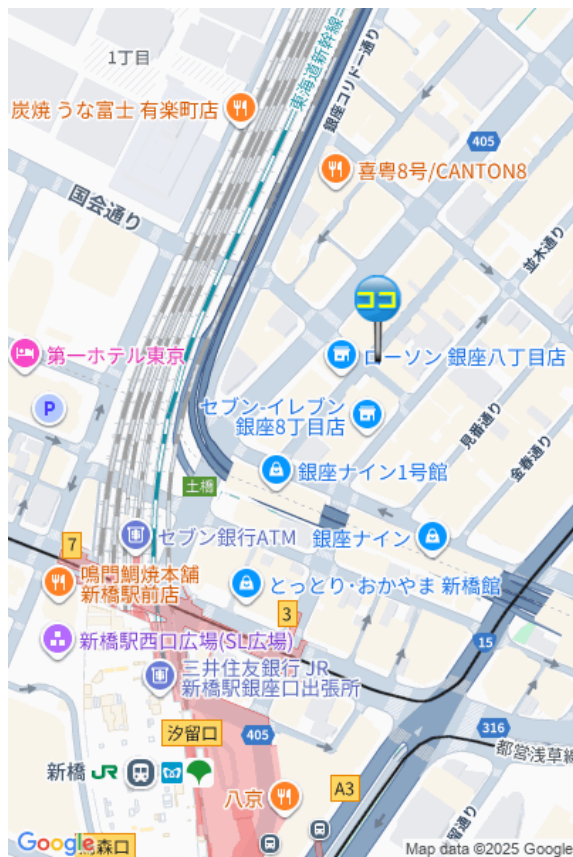 1丁目
東海道新幹線
銀座コリドー通り
炭焼 うな富士 有楽町店
405
喜粤8号/CANTON8
国会通り
並木通り
ココ
第一ホテル東京
ローソン 銀座八丁目店
P
セブン-イレブン
銀座8丁目店
見番通り
金春通り
銀座ナイン1号館
土橋
セブン銀行ATM
銀座ナイン
7
鳴門鯛焼本舗
新橋駅前店
とっとり・おかやま 新橋館
3
新橋駅西口広場(SL広場)
15
三井住友銀行 JR
新橋駅銀座口出張所
汐留口
405
316
都営浅草線
新橋 JR
A3
八京
Google
森口
留通り
Map data ©2025 Google